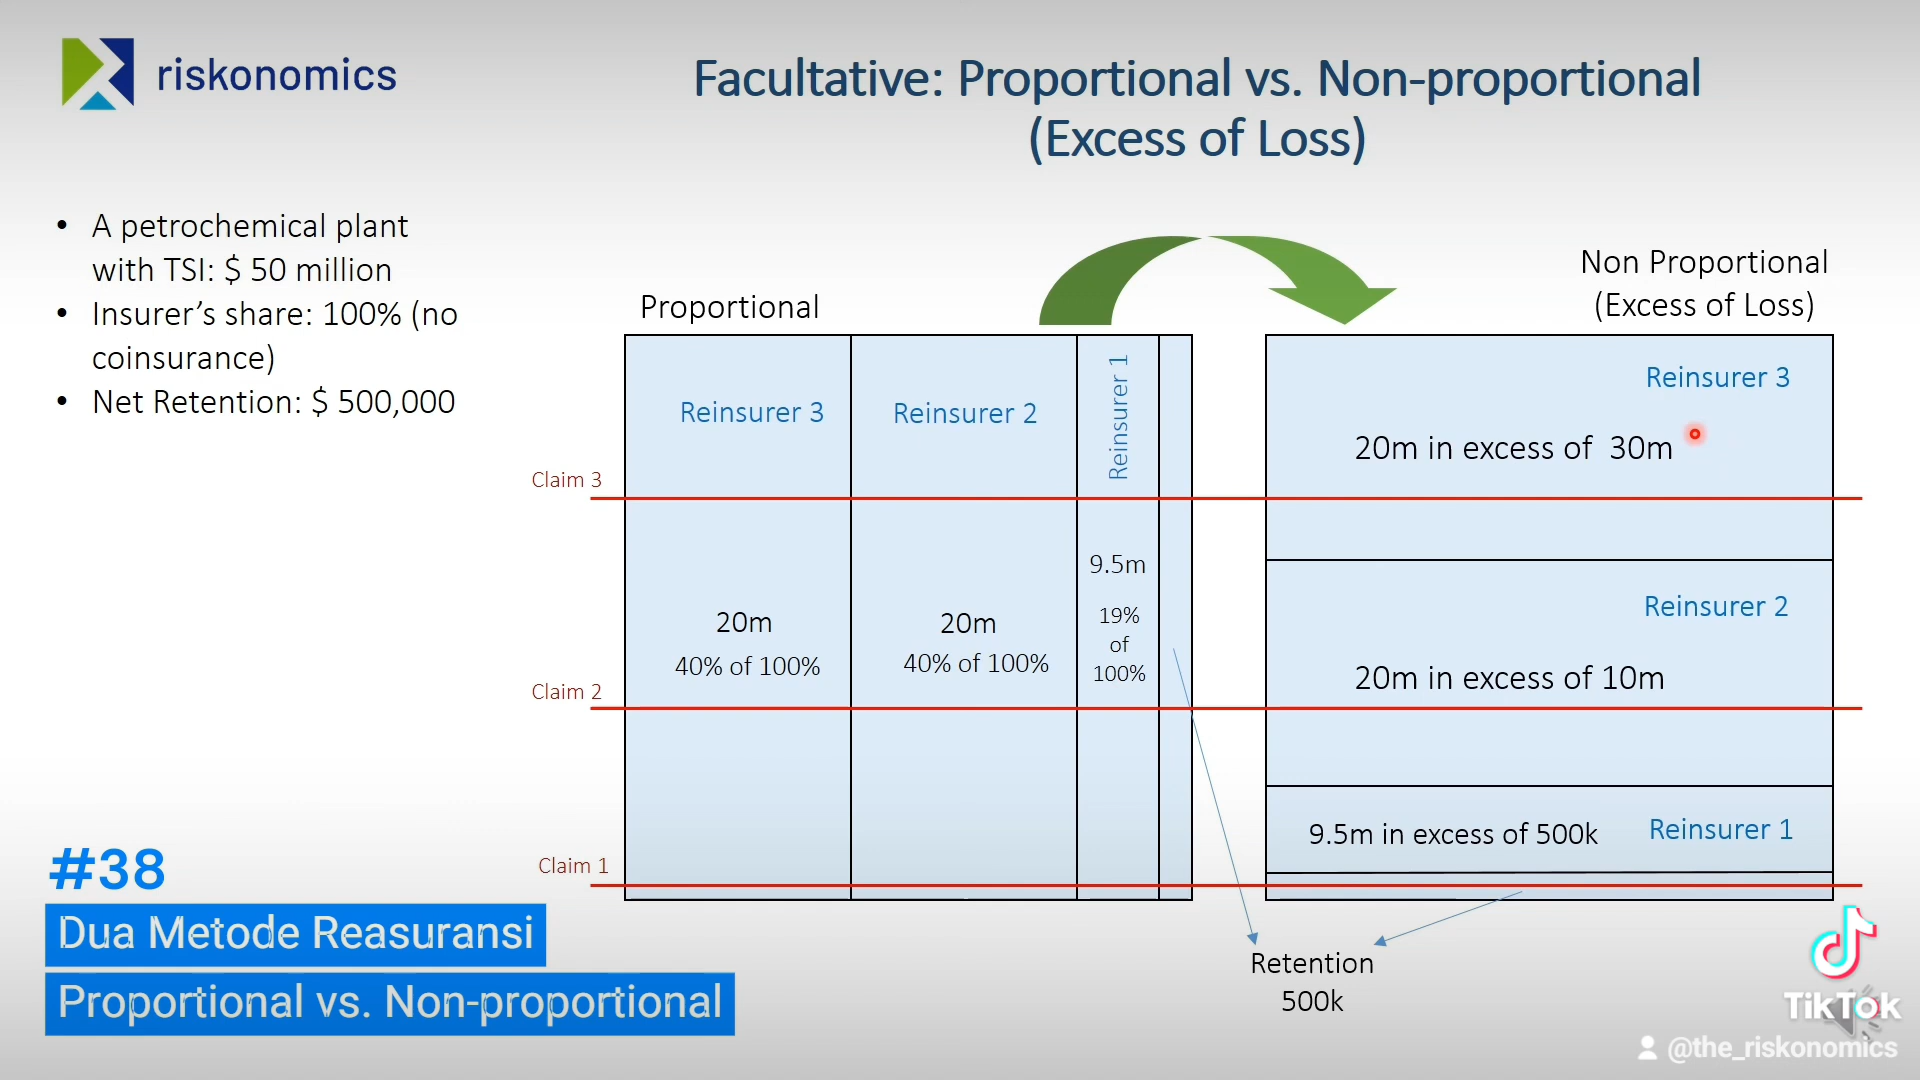 riskonomics
Facultative: Proportional vs. Non-proportional
(Excess of Loss)
• A petrochemical plant
with TSI: $ 50 million
• Insurer’s share: 100% (no
coinsurance)
• Net Retention: $ 500,000
Proportional
Reinsurer 3
Reinsurer 2
Reinsurer 1
Claim 3
20m
40% of 100%
20m
40% of 100%
9.5m
19%
of
100%
Claim 2
Claim 1
Non Proportional
(Excess of Loss)
Reinsurer 3
20m in excess of 30m
Reinsurer 2
20m in excess of 10m
9.5m in excess of 500k
Reinsurer 1
Retention
500k
#38
Dua Metode Reasuransi
Proportional vs. Non-proportional
TikTok
@the_riskonomics